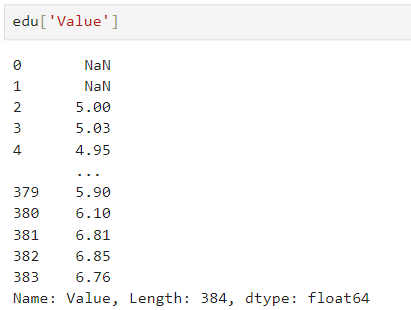 edu['Value']
0 NaN
1 NaN
2 5.00
3 5.03
4 4.95
...
379 5.90
380 6.10
381 6.81
382 6.85
383 6.76
Name: Value, Length: 384, dtype: float64